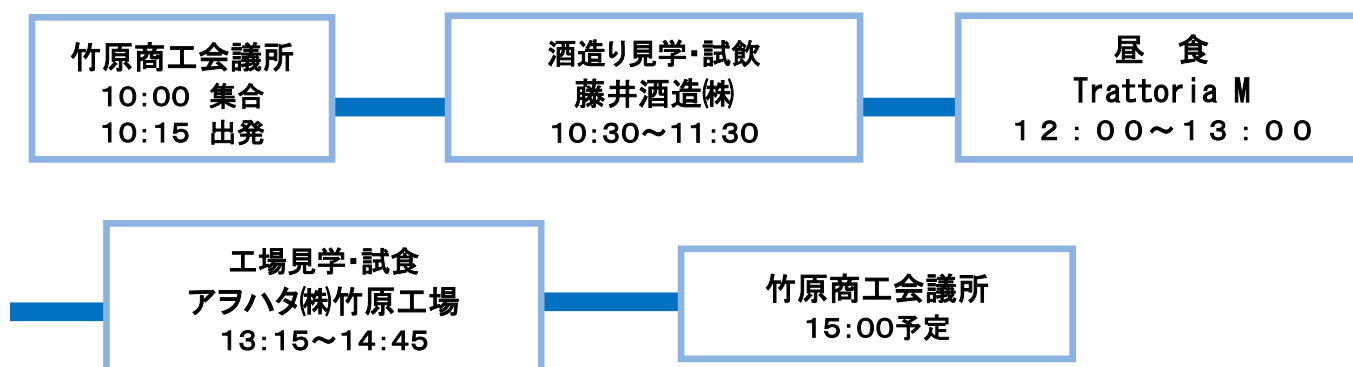 竹原商工会議所
10:00 集合
10:15 出発
酒造り見学・試飲
藤井酒造㈱
10:30～11:30
昼 食
Trattoria M
１２：００～１３：００
工場見学・試食
アヲハタ㈱竹原工場
13:15～14:45
竹原商工会議所
15:00予定